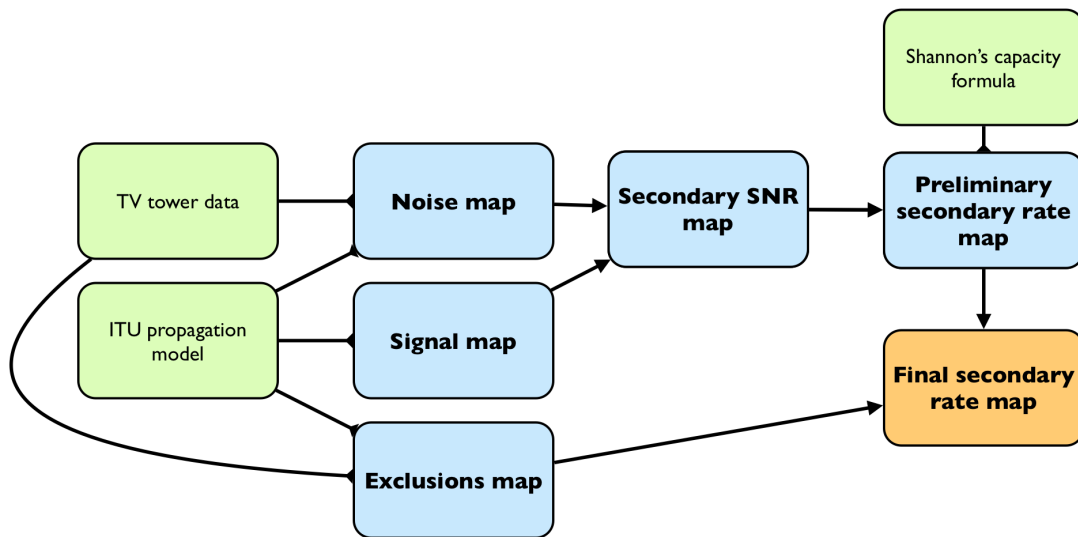 Shannon's capacity
formula
TV tower data
Noise map
Secondary SNR
map
Preliminary
secondary rate
map
ITU propagation
model
Signal map
Final secondary
rate map
Exclusions map